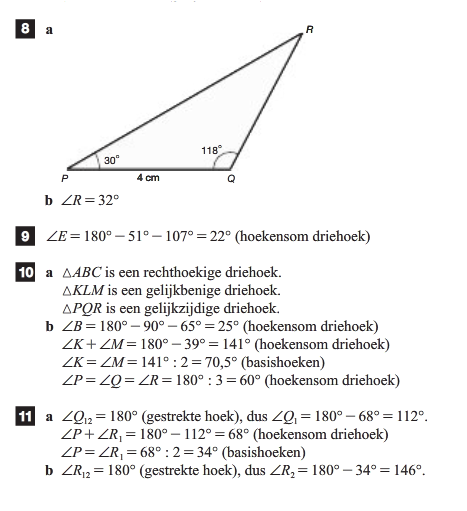 8 a
R
118°
30°
P 4 cm Q
b ∠R = 32°
9 ∠E = 180° – 51° – 107° = 22° (hoekensom driehoek)
10 a △ABC is een rechthoekige driehoek.
△KLM is een gelijkbenige driehoek.
△PQR is een gelijkzijdige driehoek.
b ∠B = 180° – 90° – 65° = 25° (hoekensom driehoek)
∠K + ∠M = 180° – 39° = 141° (hoekensom driehoek)
∠K = ∠M = 141° : 2 = 70,5° (basishoeken)
∠P = ∠Q = ∠R = 180° : 3 = 60° (hoekensom driehoek)
11 a ∠Q₁₂ = 180° (gestrekte hoek), dus ∠Q₁ = 180° – 68° = 112°.
∠P + ∠R₁ = 180° – 112° = 68° (hoekensom driehoek)
∠P = ∠R₁ = 68° : 2 = 34° (basishoeken)
b ∠R₁₂ = 180° (gestrekte hoek), dus ∠R₂ = 180° – 34° = 146°.